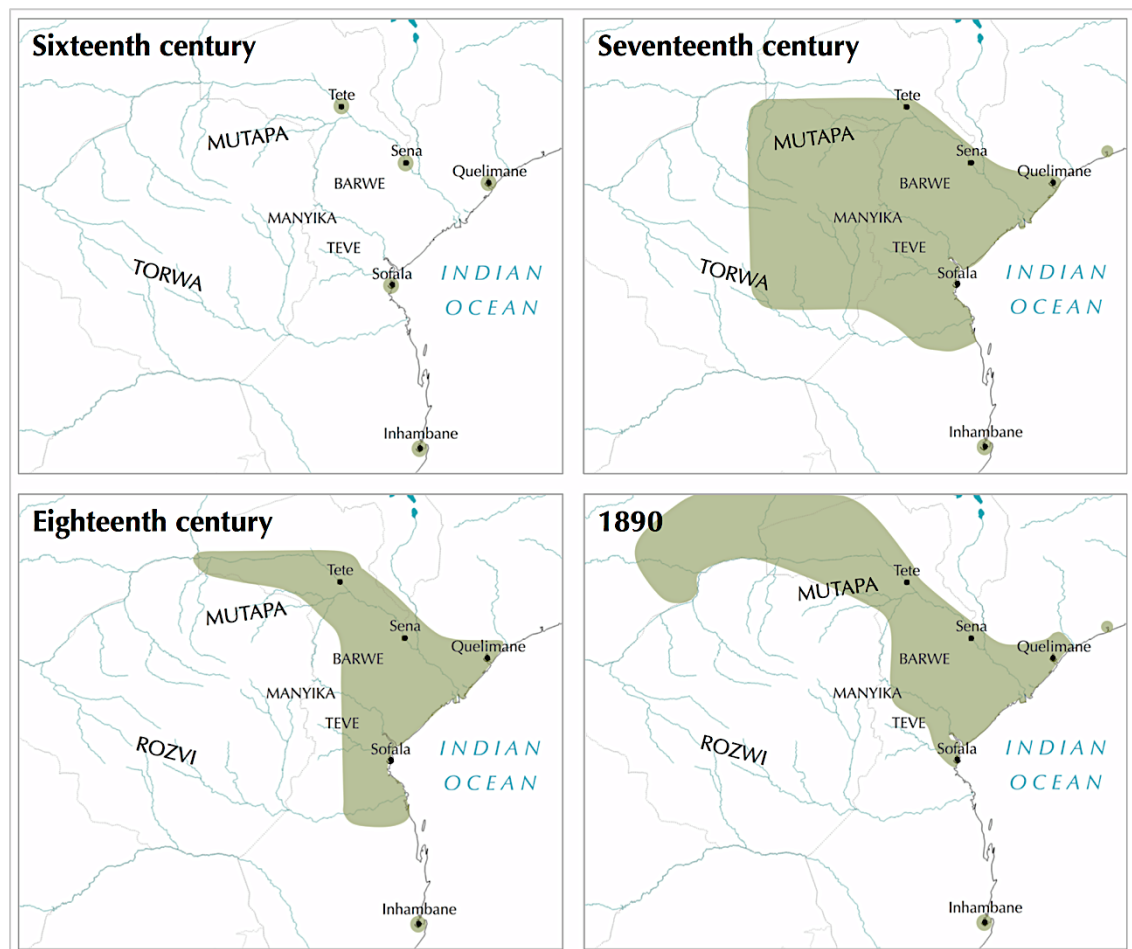 Sixteenth century
Tete
MUTAPA
Sena
Quelimane
BARWE
MANYIKA
TEVE
TORWA
Sofala
INDIAN
OCEAN
Inhambane
Seventeenth century
Tete
MUTAPA
Sena
Quelimane
BARWE
MANYIKA
TEVE
TORWA
Sofala
INDIAN
OCEAN
Inhambane
Eighteenth century
Tete
MUTAPA
Sena
Quelimane
BARWE
MANYIKA
TEVE
ROZVI
Sofala
INDIAN
OCEAN
Inhambane
1890
Tete
MUTAPA
Sena
Quelimane
BARWE
MANYIKA
TEVE
ROZWI
Sofala
INDIAN
OCEAN
Inhambane